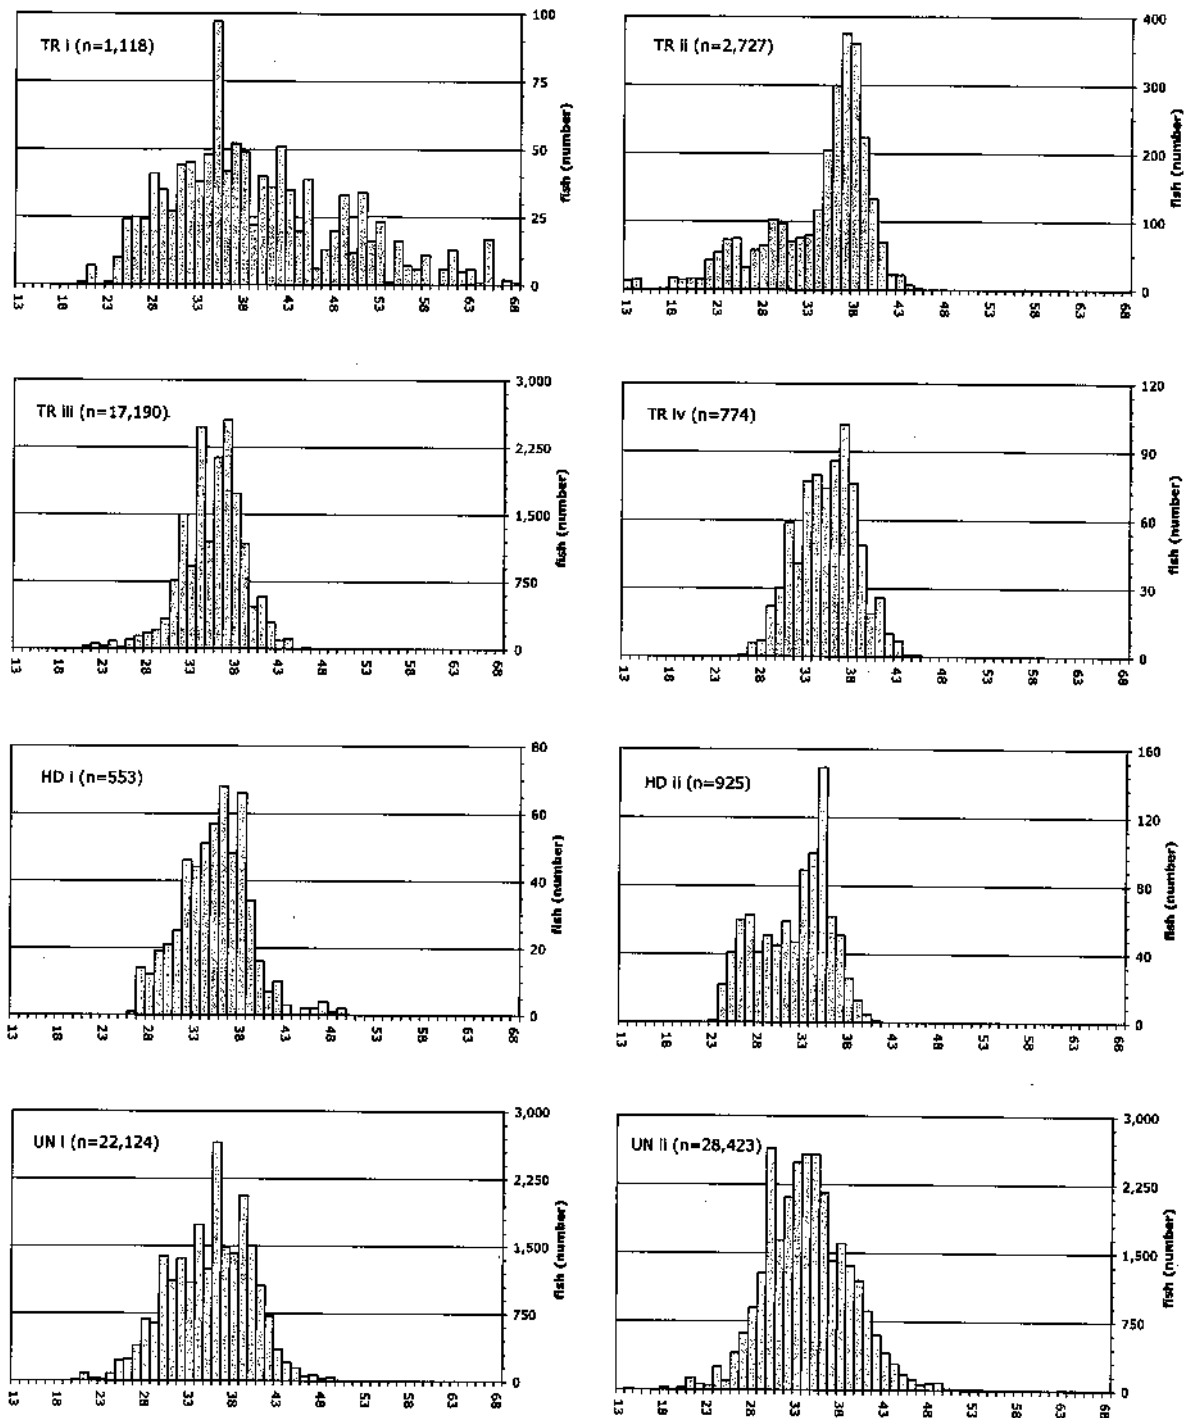 TR i (n=1,118)
100
75
50
25
0
fish (number)
13 18 23 28 33 38 43 48 53 58 63 68
TR ii (n=2,727)
400
300
200
100
0
fish (number)
13 18 23 28 33 38 43 48 53 58 63 68
TR iii (n=17,190)
3,000
2,250
1,500
750
0
fish (number)
13 18 23 28 33 38 43 48 53 58 63 68
TR iv (n=774)
120
90
60
30
0
fish (number)
13 18 23 28 33 38 43 48 53 58 63 68
HD i (n=553)
80
60
40
20
0
fish (number)
13 18 23 28 33 38 43 48 53 58 63 68
HD ii (n=925)
160
120
80
40
0
fish (number)
13 18 23 28 33 38 43 48 53 58 63 68
UN i (n=22,124)
3,000
2,250
1,500
750
0
fish (number)
13 18 23 28 33 38 43 48 53 58 63 68
UN ii (n=28,423)
3,000
2,250
1,500
750
0
fish (number)
13 18 23 28 33 38 43 48 53 58 63 68